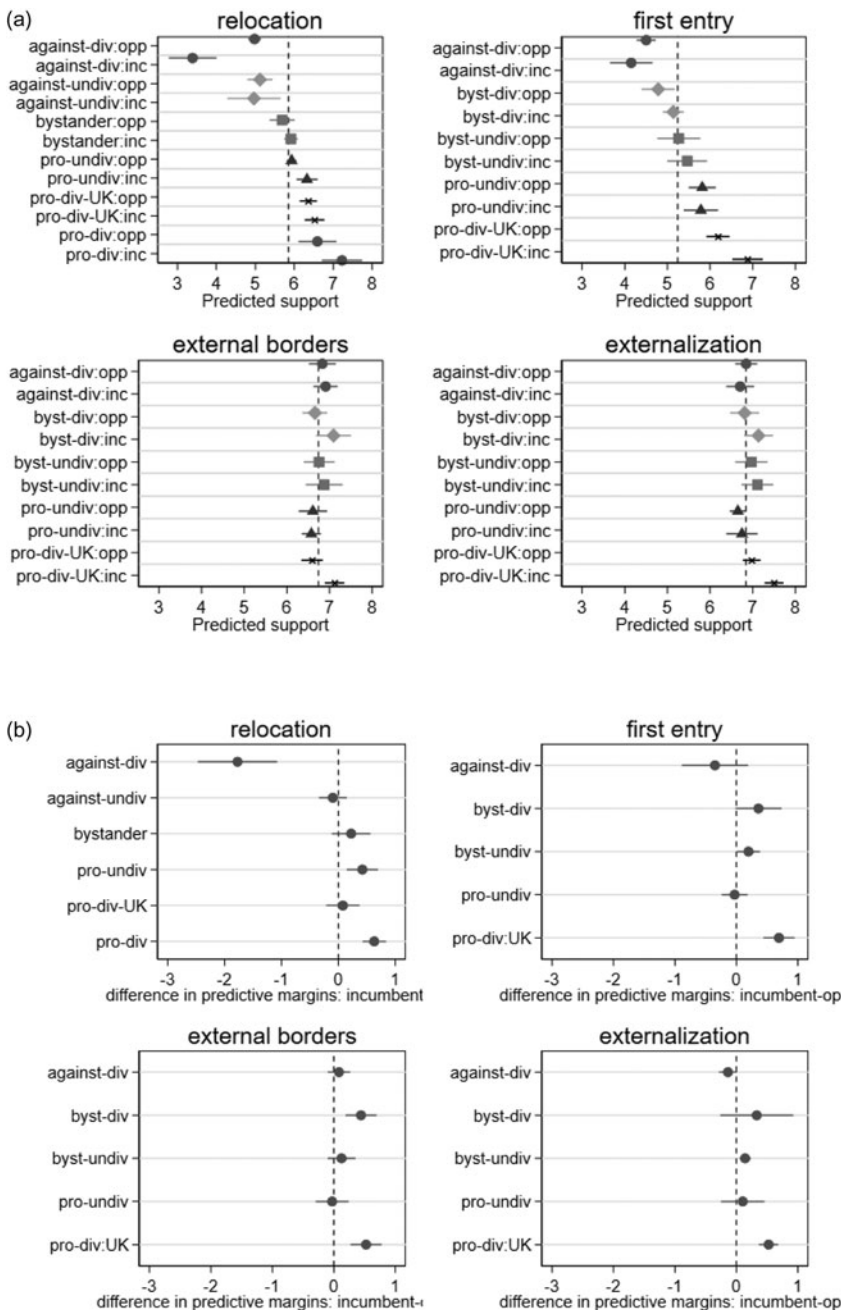 (a)
relocation
against-div:opp
against-div:inc
against-undiv:opp
against-undiv:inc
bystander:opp
bystander:inc
pro-undiv:opp
pro-undiv:inc
pro-div-UK:opp
pro-div-UK:inc
pro-div:opp
pro-div:inc
3 4 5 6 7 8
Predicted support
first entry
against-div:opp
against-div:inc
byst-div:opp
byst-div:inc
byst-undiv:opp
byst-undiv:inc
pro-undiv:opp
pro-undiv:inc
pro-div-UK:opp
pro-div-UK:inc
3 4 5 6 7 8
Predicted support
external borders
against-div:opp
against-div:inc
byst-div:opp
byst-div:inc
byst-undiv:opp
byst-undiv:inc
pro-undiv:opp
pro-undiv:inc
pro-div-UK:opp
pro-div-UK:inc
3 4 5 6 7 8
Predicted support
externalization
against-div:opp
against-div:inc
byst-div:opp
byst-div:inc
byst-undiv:opp
byst-undiv:inc
pro-undiv:opp
pro-undiv:inc
pro-div-UK:opp
pro-div-UK:inc
3 4 5 6 7 8
Predicted support
(b)
relocation
against-div
against-undiv
bystander
pro-undiv
pro-div-UK
pro-div
-3 -2 -1 0 1
difference in predictive margins: incumbent
first entry
against-div
byst-div
byst-undiv
pro-undiv
pro-div:UK
-3 -2 -1 0 1
difference in predictive margins: incumbent-op
external borders
against-div
byst-div
byst-undiv
pro-undiv
pro-div:UK
-3 -2 -1 0 1
difference in predictive margins: incumbent-
externalization
against-div
byst-div
byst-undiv
pro-undiv
pro-div:UK
-3 -2 -1 0 1
difference in predictive margins: incumbent-op